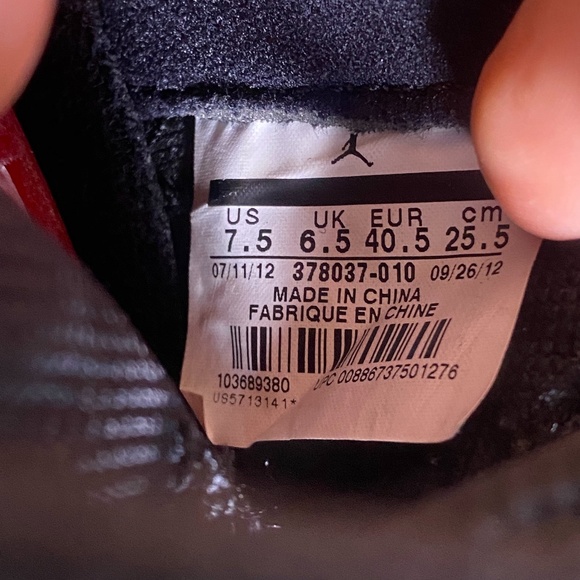 US UK EUR cm
7.5 6.5 40.5 25.5
07/11/12 378037-010 09/26/12
MADE IN CHINA
FABRIQUE EN CHINE
103689380 UPC 00886737501276
US5713141*